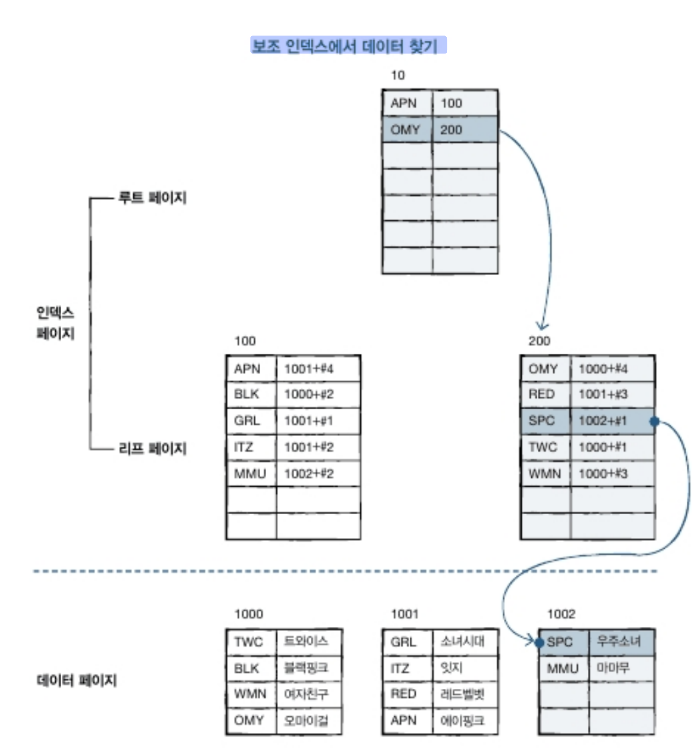 보조 인덱스에서 데이터 찾기
10
APN 100
OMY 200
루트 페이지
인덱스
페이지
리프 페이지
100
APN 1001+#4
BLK 1000+#2
GRL 1001+#1
ITZ 1001+#2
MMU 1002+#2
200
OMY 1000+#4
RED 1001+#3
SPC 1002+#1
TWC 1000+#1
WMN 1000+#3
데이터 페이지
1000
TWC 트와이스
BLK 블랙핑크
WMN 여자친구
OMY 오마이걸
1001
GRL 소녀시대
ITZ 잇지
RED 레드벨벳
APN 에이핑크
1002
SPC 우주소녀
MMU 마마무